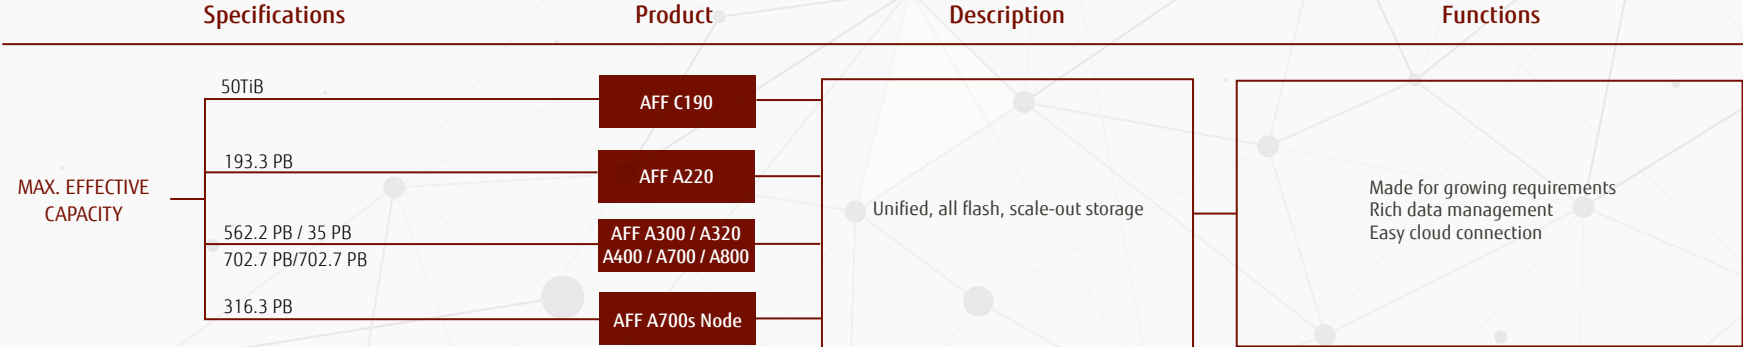 Specifications
Product
Description
Functions
MAX. EFFECTIVE
CAPACITY
50TiB
AFF C190
193.3 PB
AFF A220
562.2 PB / 35 PB
702.7 PB/702.7 PB
AFF A300 / A320
A400 / A700 / A800
316.3 PB
AFF A700s Node
Unified, all flash, scale-out storage
Made for growing requirements
Rich data management
Easy cloud connection